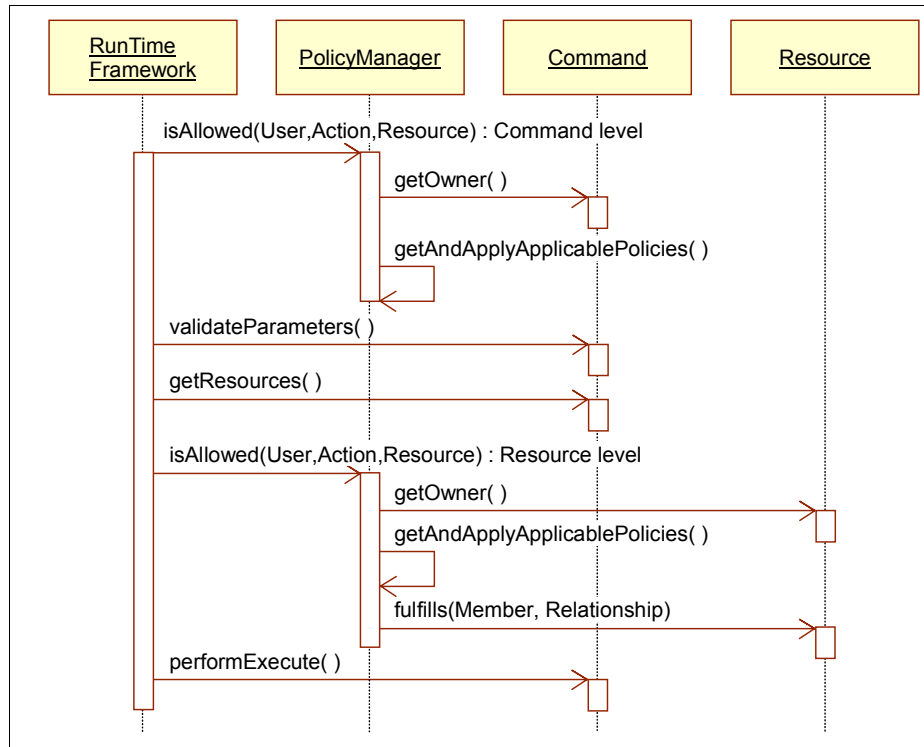 RunTime
Framework
PolicyManager
Command
Resource
isAllowed(User,Action,Resource) : Command level
getOwner( )
getAndApplyApplicablePolicies( )
validateParameters( )
getResources( )
isAllowed(User,Action,Resource) : Resource level
getOwner( )
getAndApplyApplicablePolicies( )
fulfills(Member, Relationship)
performExecute( )